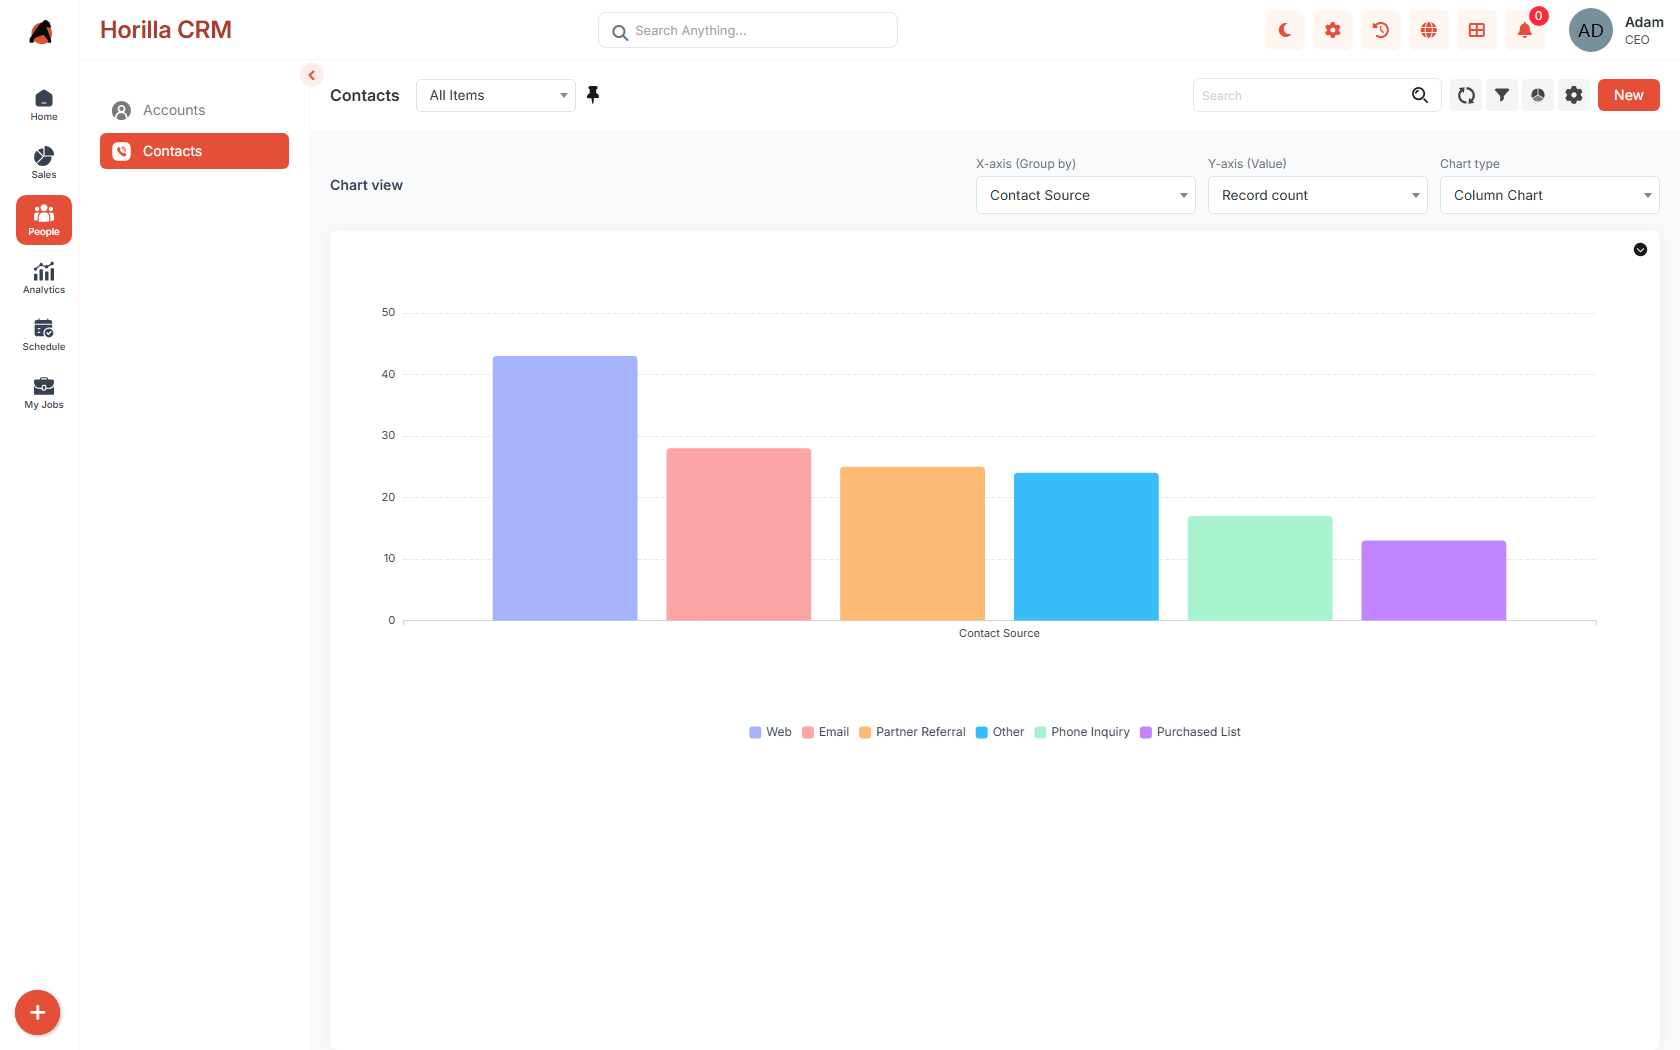 Horilla CRM
Search Anything...
0
AD
Adam
CEO
Home
Sales
People
Analytics
Schedule
My Jobs
Accounts
Contacts
Contacts
All Items
Search
New
Chart view
X-axis (Group by)
Contact Source
Y-axis (Value)
Record count
Chart type
Column Chart
50
40
30
20
10
0
Contact Source
Web
Email
Partner Referral
Other
Phone Inquiry
Purchased List
+